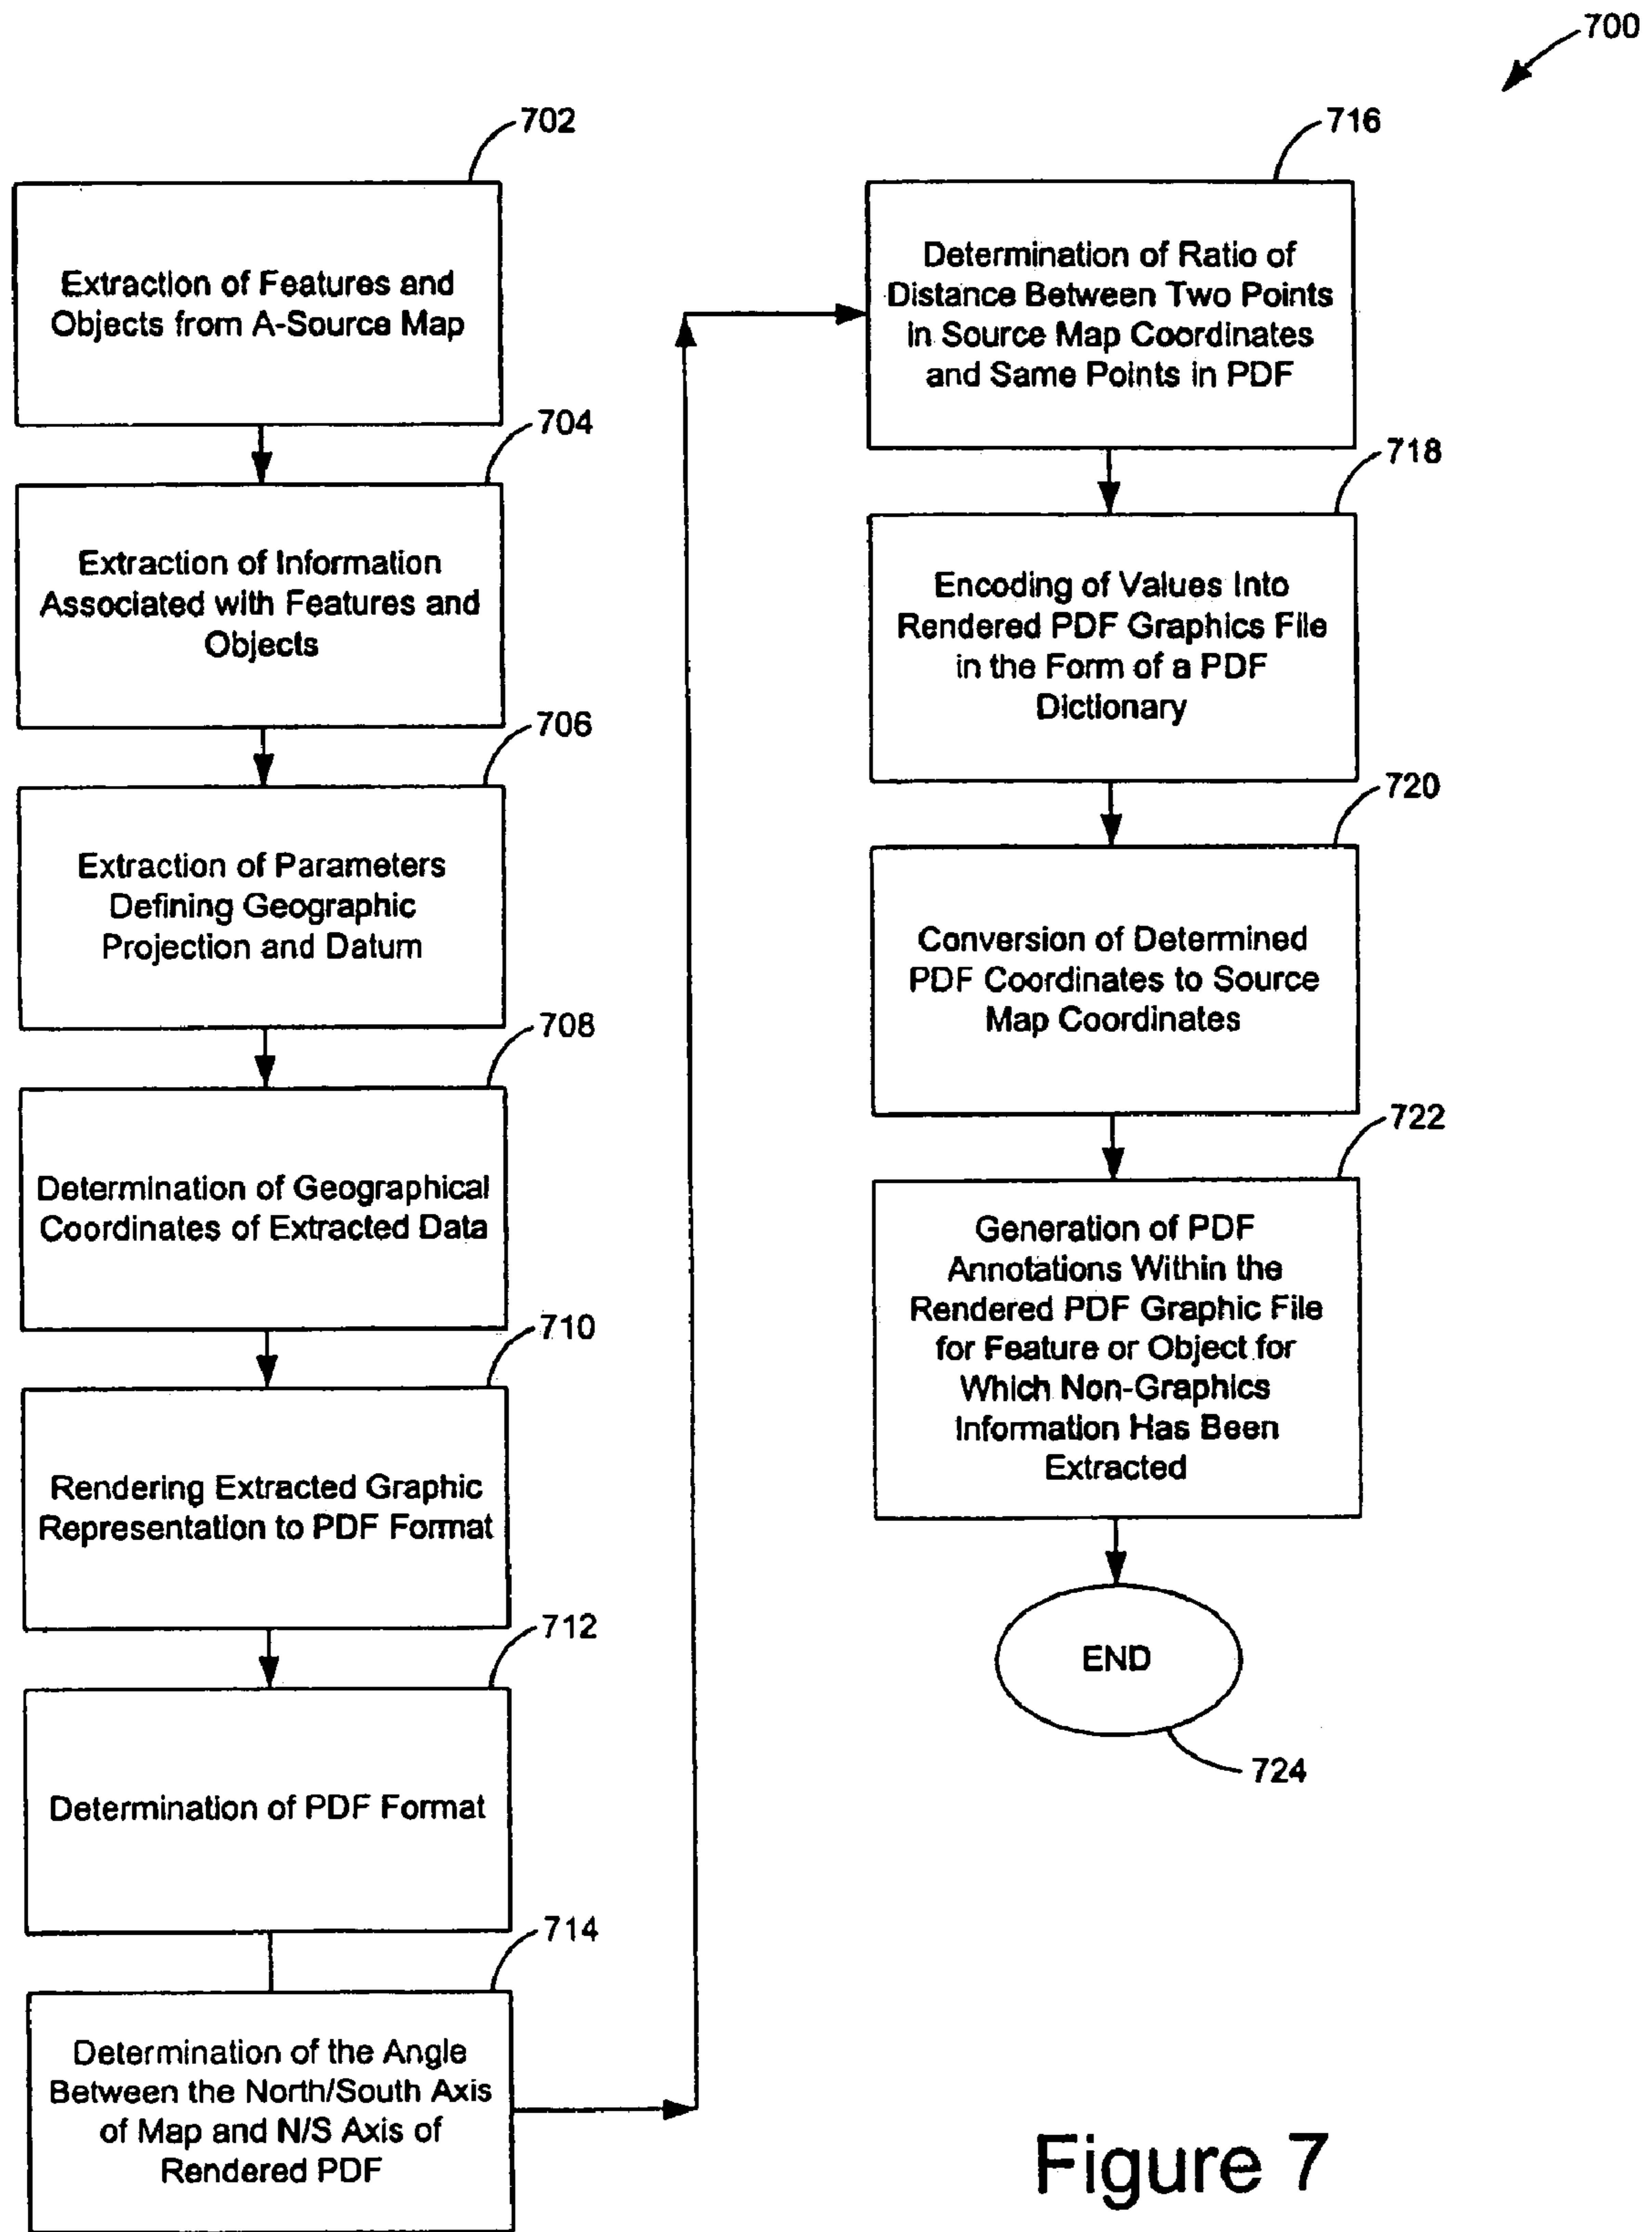 700
702
Extraction of Features and
Objects from A-Source Map
704
Extraction of Information
Associated with Features and
Objects
706
Extraction of Parameters
Defining Geographic
Projection and Datum
708
Determination of Geographical
Coordinates of Extracted Data
710
Rendering Extracted Graphic
Representation to PDF Format
712
Determination of PDF Format
714
Determination of the Angle
Between the North/South Axis
of Map and N/S Axis of
Rendered PDF
716
Determination of Ratio of
Distance Between Two Points
in Source Map Coordinates
and Same Points in PDF
718
Encoding of Values Into
Rendered PDF Graphics File
in the Form of a PDF
Dictionary
720
Conversion of Determined
PDF Coordinates to Source
Map Coordinates
722
Generation of PDF
Annotations Within the
Rendered PDF Graphic File
for Feature or Object for
Which Non-Graphics
Information Has Been
Extracted
END
724
Figure 7